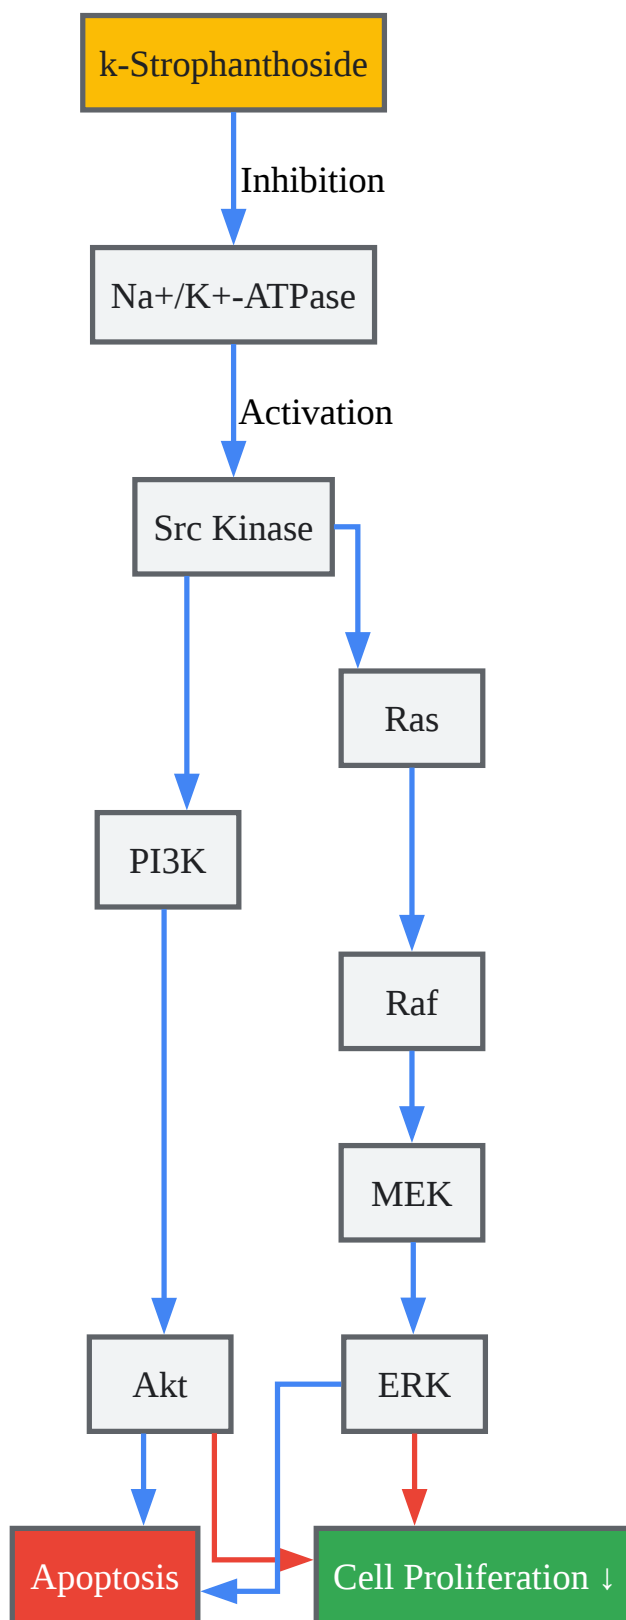 k-Strophanthoside
Inhibition
Na+/K+-ATPase
Activation
Src Kinase
Ras
PI3K
Raf
MEK
Akt
ERK
Apoptosis
Cell Proliferation ↓